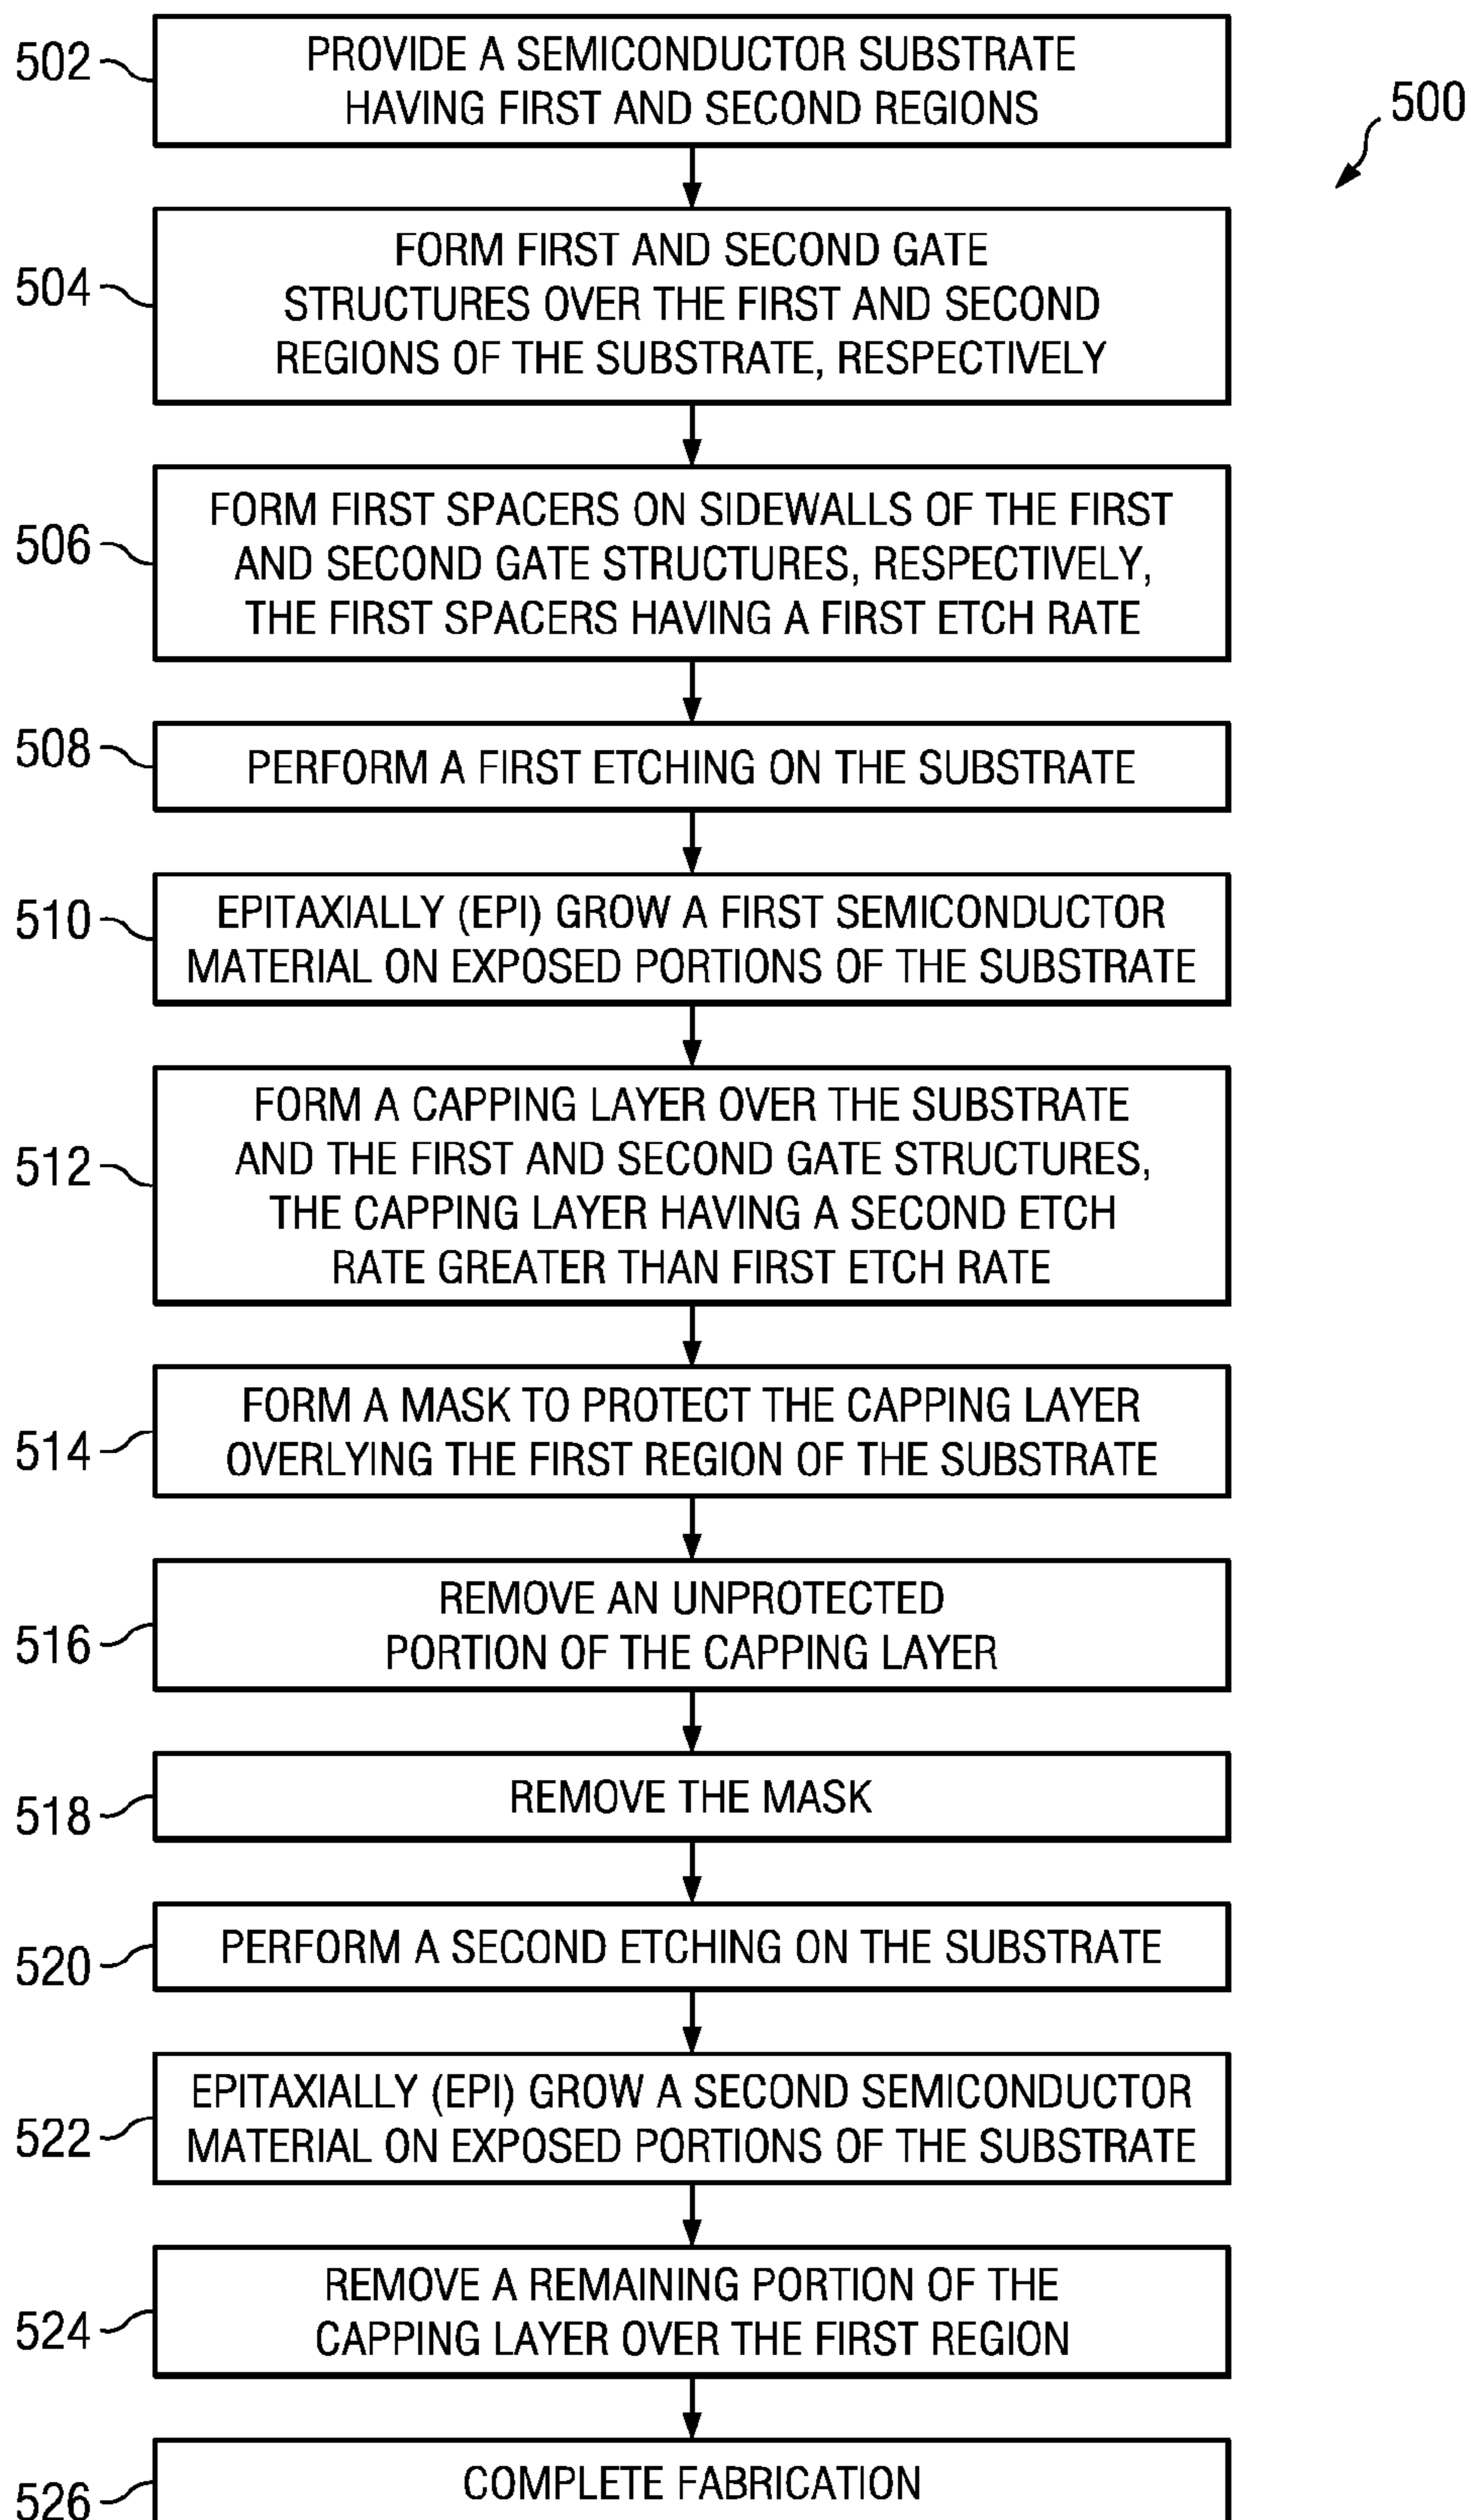 500
502
PROVIDE A SEMICONDUCTOR SUBSTRATE
HAVING FIRST AND SECOND REGIONS
504
FORM FIRST AND SECOND GATE
STRUCTURES OVER THE FIRST AND SECOND
REGIONS OF THE SUBSTRATE, RESPECTIVELY
506
FORM FIRST SPACERS ON SIDEWALLS OF THE FIRST
AND SECOND GATE STRUCTURES, RESPECTIVELY,
THE FIRST SPACERS HAVING A FIRST ETCH RATE
508
PERFORM A FIRST ETCHING ON THE SUBSTRATE
510
EPITAXIALLY (EPI) GROW A FIRST SEMICONDUCTOR
MATERIAL ON EXPOSED PORTIONS OF THE SUBSTRATE
512
FORM A CAPPING LAYER OVER THE SUBSTRATE
AND THE FIRST AND SECOND GATE STRUCTURES,
THE CAPPING LAYER HAVING A SECOND ETCH
RATE GREATER THAN FIRST ETCH RATE
514
FORM A MASK TO PROTECT THE CAPPING LAYER
OVERLYING THE FIRST REGION OF THE SUBSTRATE
516
REMOVE AN UNPROTECTED
PORTION OF THE CAPPING LAYER
518
REMOVE THE MASK
520
PERFORM A SECOND ETCHING ON THE SUBSTRATE
522
EPITAXIALLY (EPI) GROW A SECOND SEMICONDUCTOR
MATERIAL ON EXPOSED PORTIONS OF THE SUBSTRATE
524
REMOVE A REMAINING PORTION OF THE
CAPPING LAYER OVER THE FIRST REGION
526
COMPLETE FABRICATION